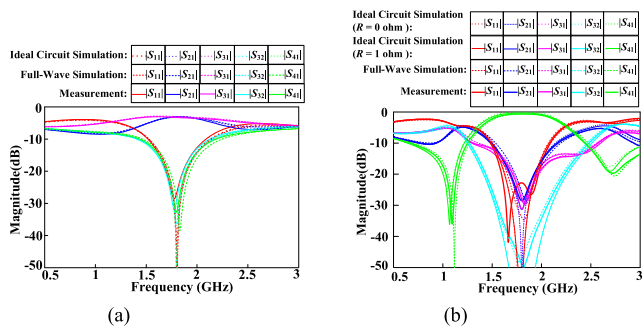 Ideal Circuit Simulation: |S11| |S21| |S31| |S32| |S41|
Full-Wave Simulation: |S11| |S21| |S31| |S32| |S41|
Measurement: |S11| |S21| |S31| |S32| |S41|
0
-10
-20
-30
-40
-50
Magnitude(dB)
0.5 1 1.5 2 2.5 3
Frequency (GHz)
(a)
Ideal Circuit Simulation
(R = 0 ohm ): |S11| |S21| |S31| |S32| |S41|
Ideal Circuit Simulation
(R = 1 ohm ): |S11| |S21| |S31| |S32| |S41|
Full-Wave Simulation: |S11| |S21| |S31| |S32| |S41|
Measurement: |S11| |S21| |S31| |S32| |S41|
0
-10
-20
-30
-40
-50
Magnitude(dB)
0.5 1 1.5 2 2.5 3
Frequency (GHz)
(b)